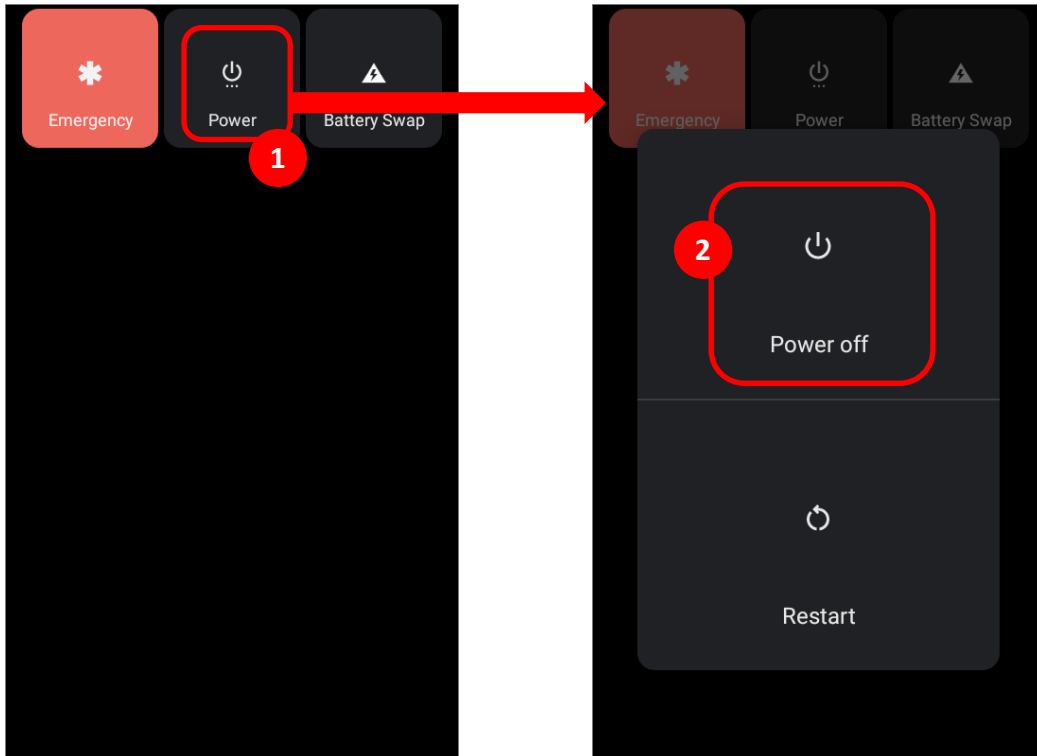 Emergency
Power
Battery Swap
1
Emergency
Power
Battery Swap
2
Power off
Restart